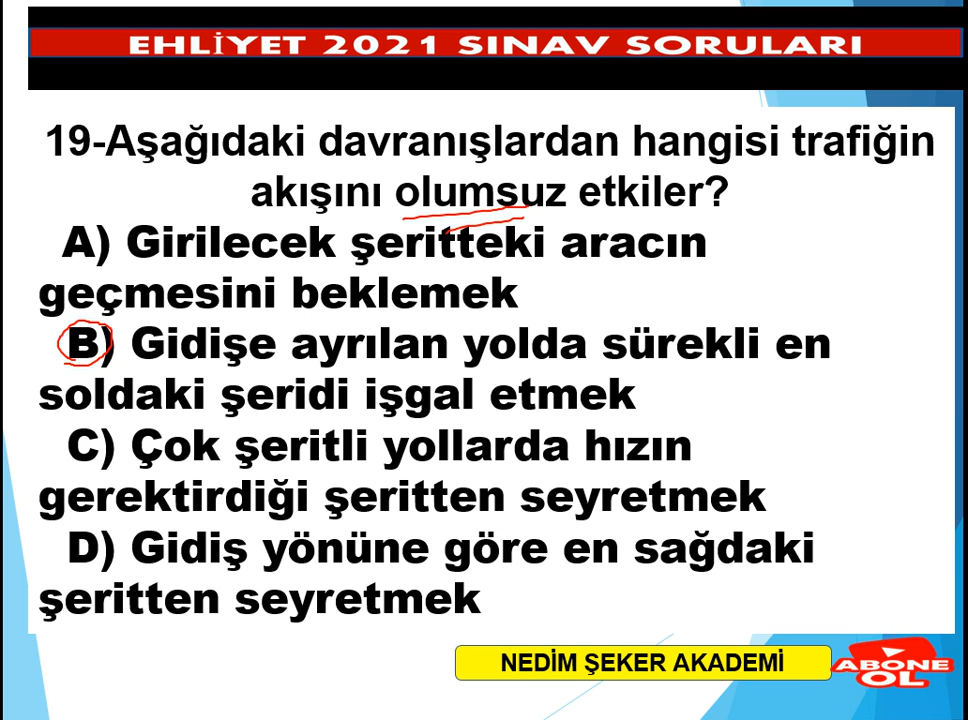 EHLİYET 2021 SINAV SORULARI
19-Aşağıdaki davranışlardan hangisi trafiğin
akışını olumsuz etkiler?
A) Girilecek şeritteki aracın
geçmesini beklemek
B) Gidişe ayrılan yolda sürekli en
soldaki şeridi işgal etmek
C) Çok şeritli yollarda hızın
gerektirdiği şeritten seyretmek
D) Gidiş yönüne göre en sağdaki
şeritten seyretmek
NEDİM ŞEKER AKADEMİ
ABONE
OL